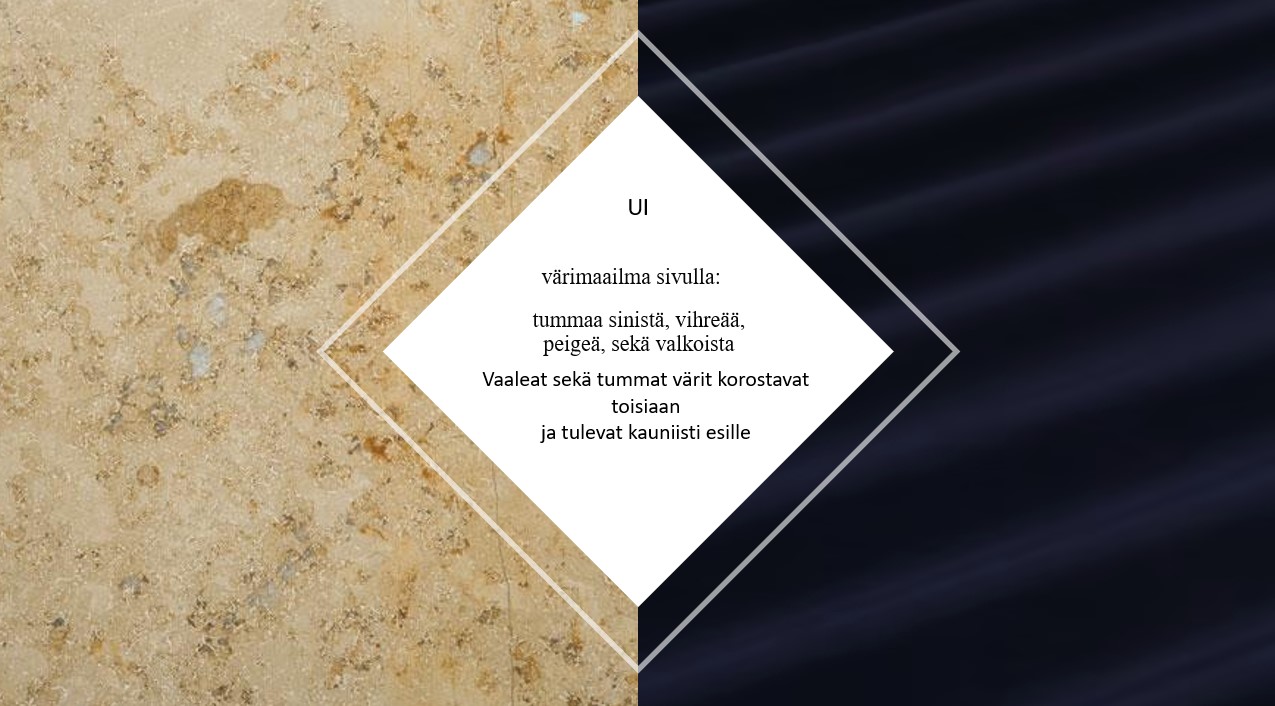 UI
värimaailma sivulla:
tummaa sinistä, vihreää,
peigeä, sekä valkoista
Vaaleat sekä tummat värit korostavat
toisiaan
ja tulevat kauniisti esille